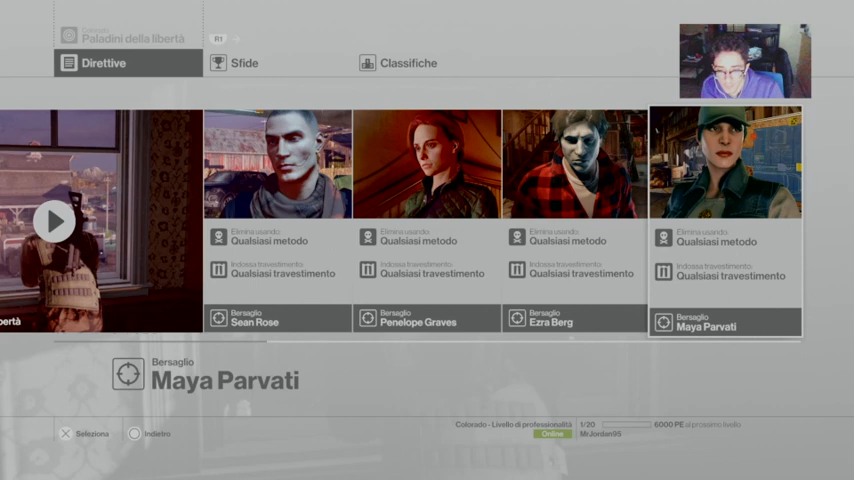 Colorado
Paladini della libertà
R1
Direttive
Sfide
Classifiche
Elimina usando:
Qualsiasi metodo
Indossa travestimento:
Qualsiasi travestimento
Elimina usando:
Qualsiasi metodo
Indossa travestimento:
Qualsiasi travestimento
Elimina usando:
Qualsiasi metodo
Indossa travestimento:
Qualsiasi travestimento
Elimina usando:
Qualsiasi metodo
Indossa travestimento:
Qualsiasi travestimento
bertà
Bersaglio
Sean Rose
Bersaglio
Penelope Graves
Bersaglio
Ezra Berg
Bersaglio
Maya Parvati
Bersaglio
Maya Parvati
Seleziona
Indietro
Colorado - Livello di professionalità
1/20
6000 PE al prossimo livello
Online
MrJordan95